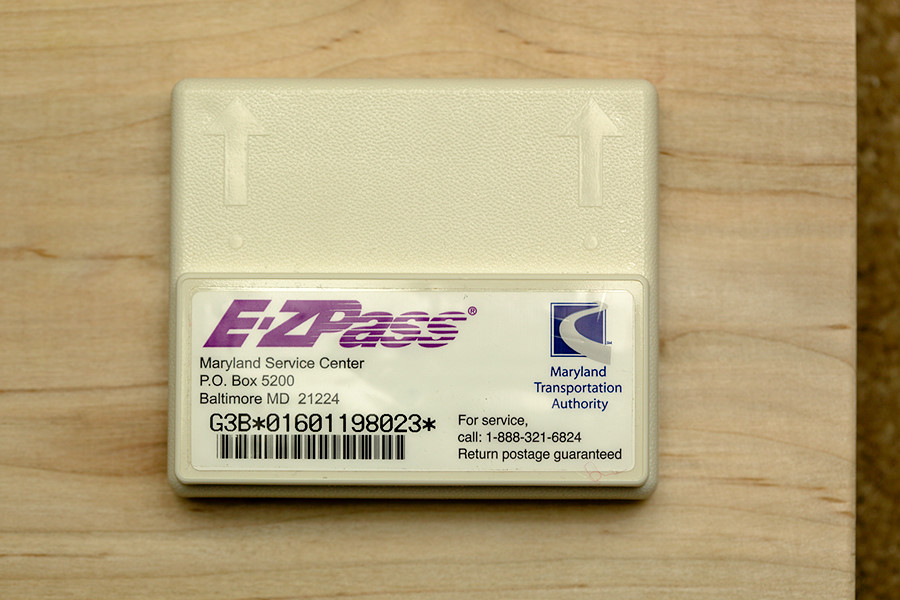 E-ZPass®
Maryland Service Center
P.O. Box 5200
Baltimore MD 21224
G3B*01601198023*
Maryland
Transportation
Authority
For service,
call: 1-888-321-6824
Return postage guaranteed